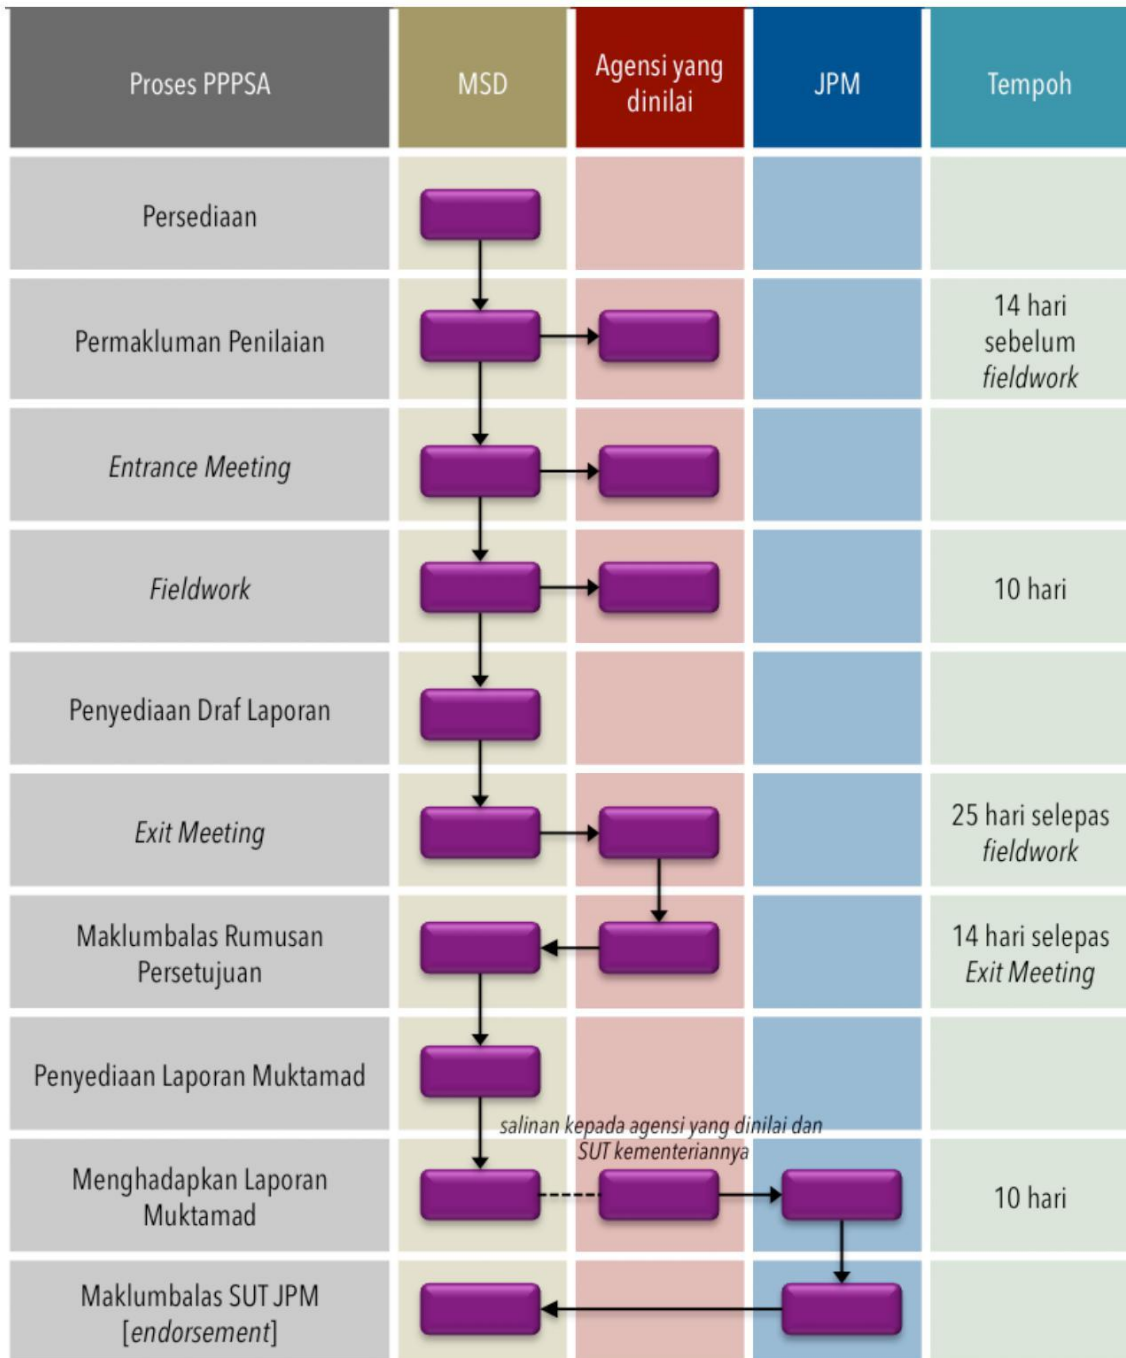 Proses PPPSA
MSD
Agensi yang
dinilai
JPM
Tempoh
Persediaan
Permakluman Penilaian
14 hari
sebelum
fieldwork
Entrance Meeting
Fieldwork
10 hari
Penyediaan Draf Laporan
Exit Meeting
25 hari selepas
fieldwork
Maklumbalas Rumusan
Persetujuan
14 hari selepas
Exit Meeting
Penyediaan Laporan Muktamad
salinan kepada agensi yang dinilai dan
SUT kementeriannya
Menghadapkan Laporan
Muktamad
10 hari
Maklumbalas SUT JPM
[endorsement]